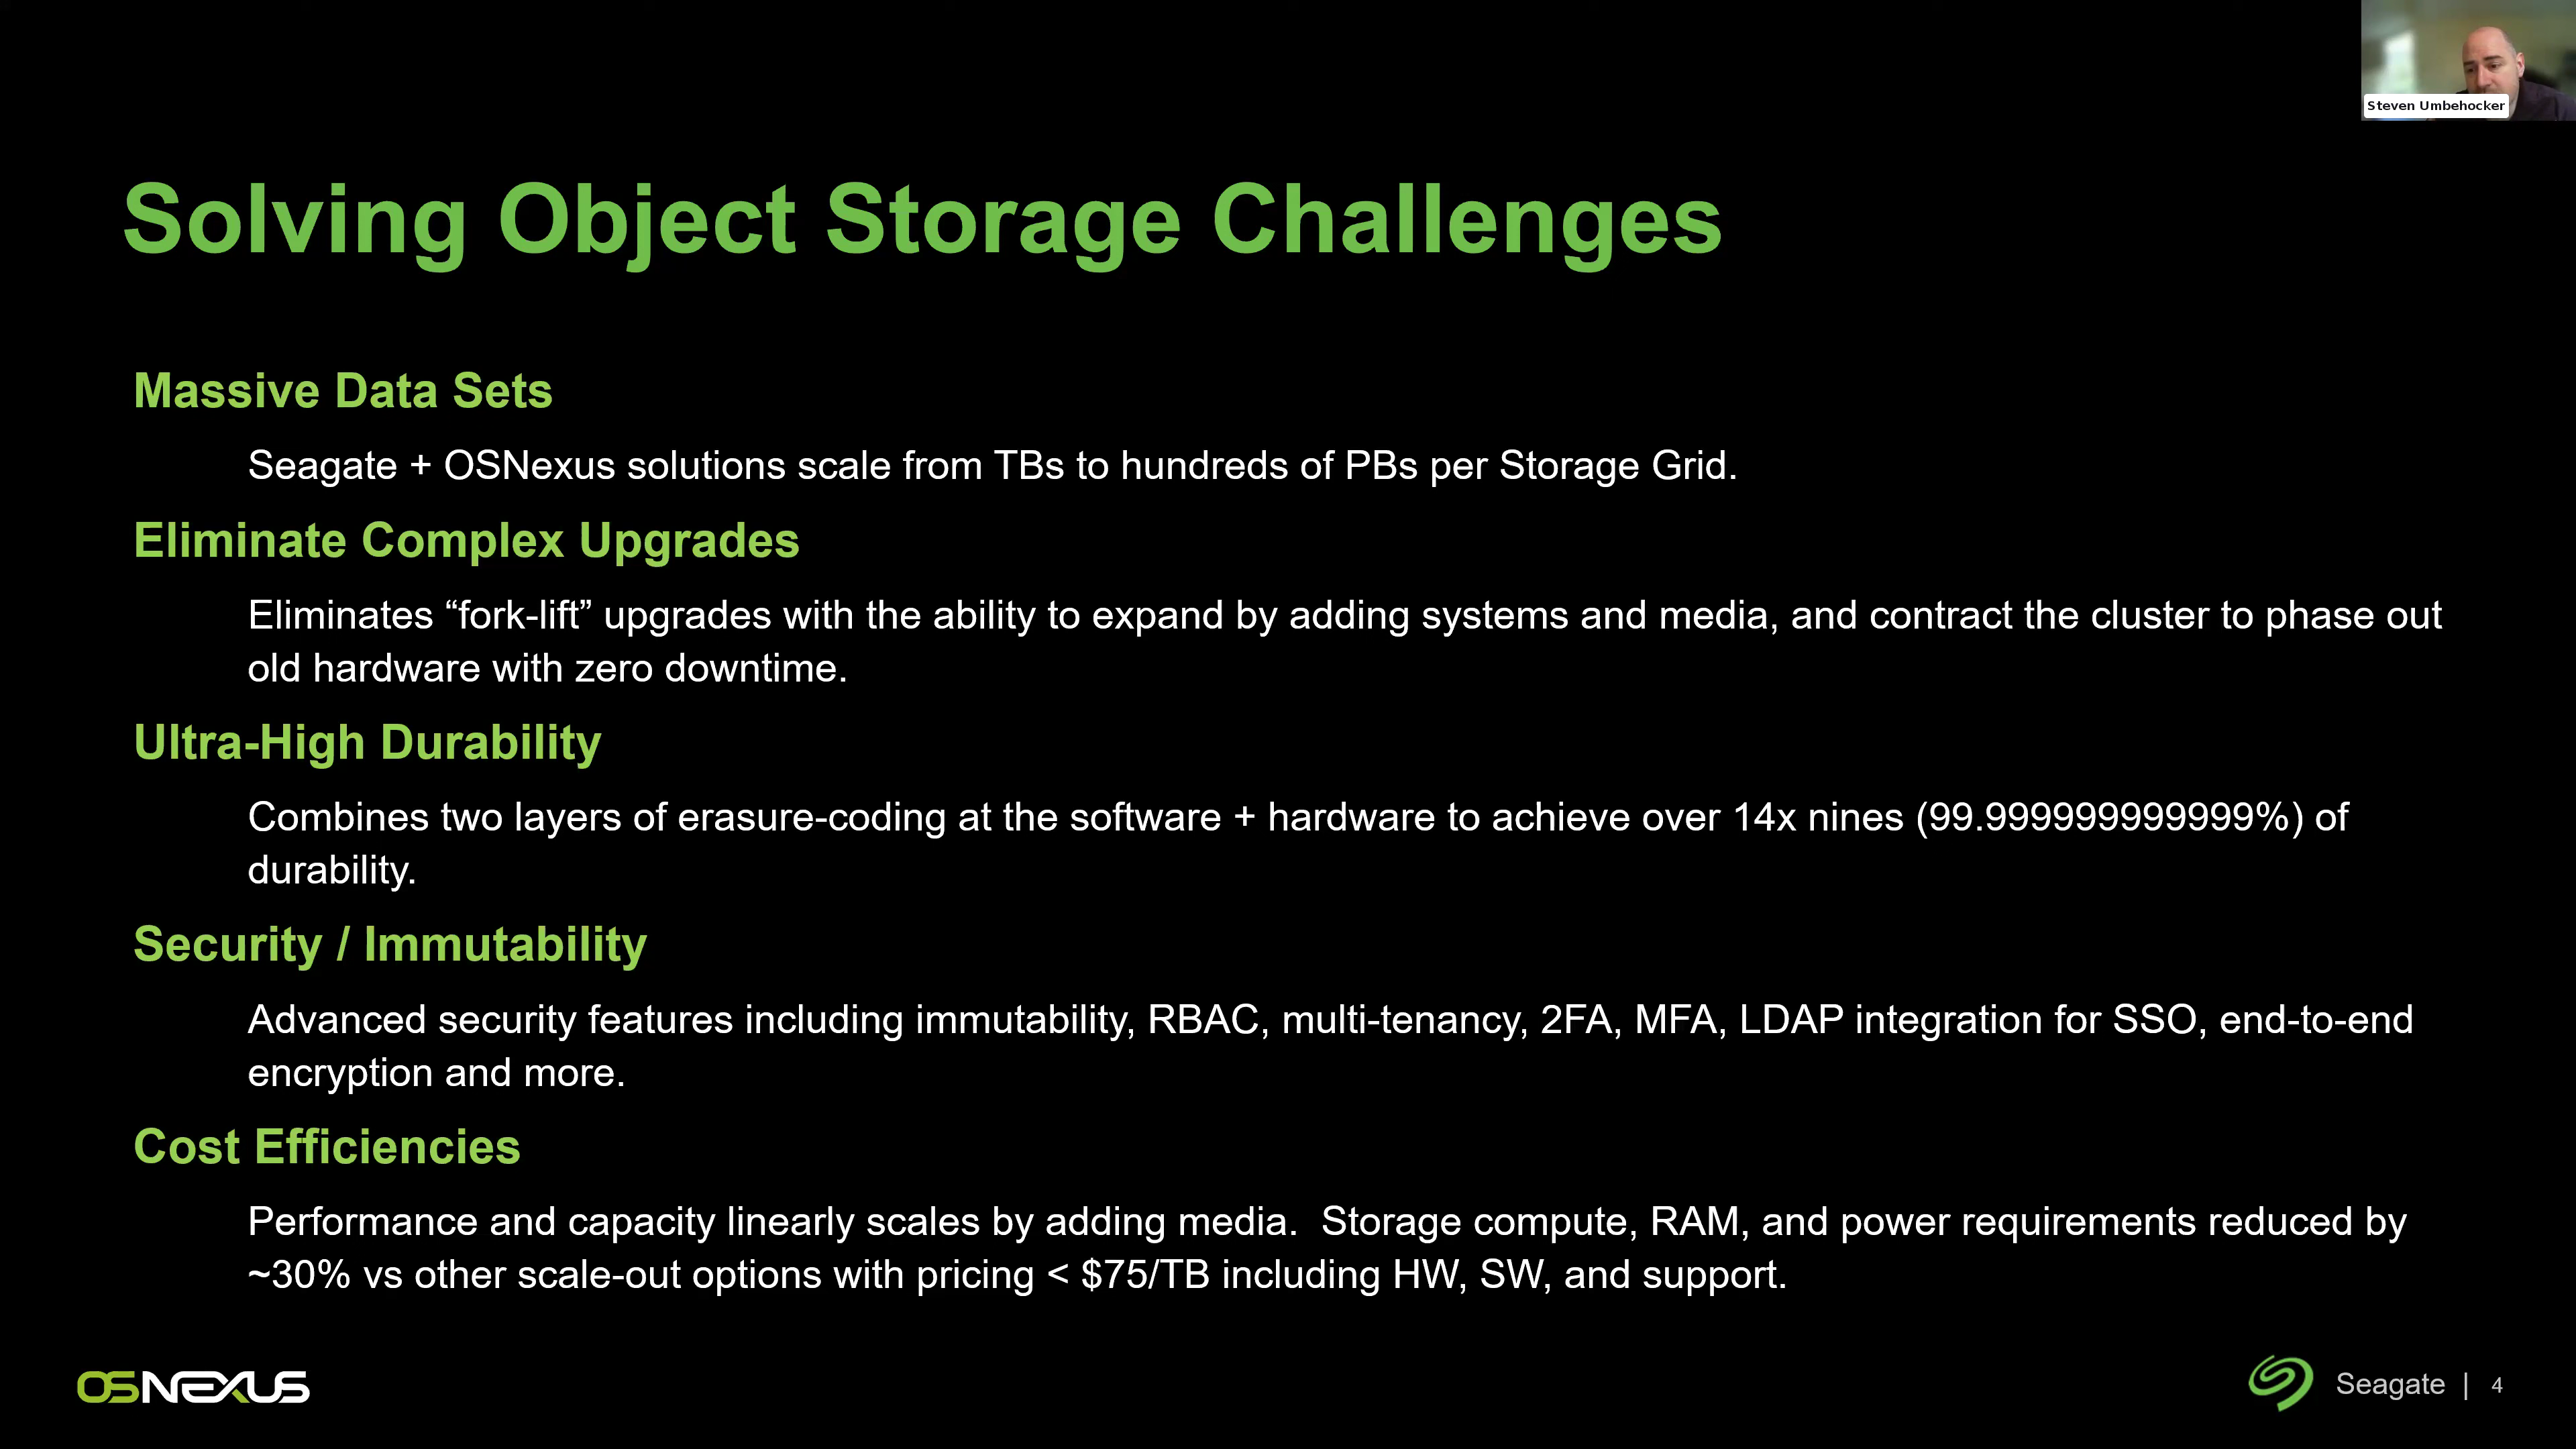 Steven Umbehocker
Solving Object Storage Challenges
Massive Data Sets
Seagate + OSNexus solutions scale from TBs to hundreds of PBs per Storage Grid.
Eliminate Complex Upgrades
Eliminates “fork-lift” upgrades with the ability to expand by adding systems and media, and contract the cluster to phase out
old hardware with zero downtime.
Ultra-High Durability
Combines two layers of erasure-coding at the software + hardware to achieve over 14x nines (99.999999999999%) of
durability.
Security / Immutability
Advanced security features including immutability, RBAC, multi-tenancy, 2FA, MFA, LDAP integration for SSO, end-to-end
encryption and more.
Cost Efficiencies
Performance and capacity linearly scales by adding media.  Storage compute, RAM, and power requirements reduced by
~30% vs other scale-out options with pricing < $75/TB including HW, SW, and support.
OSNEXUS
Seagate | 4